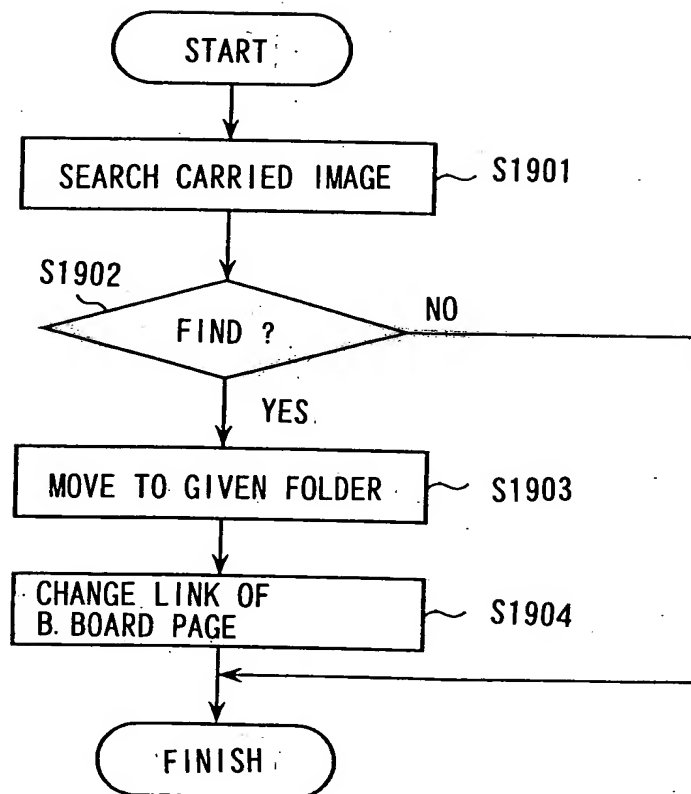 START
SEARCH CARRIED IMAGE
S1901
S1902
FIND ?
NO
YES
MOVE TO GIVEN FOLDER
S1903
CHANGE LINK OF
B. BOARD PAGE
S1904
FINISH